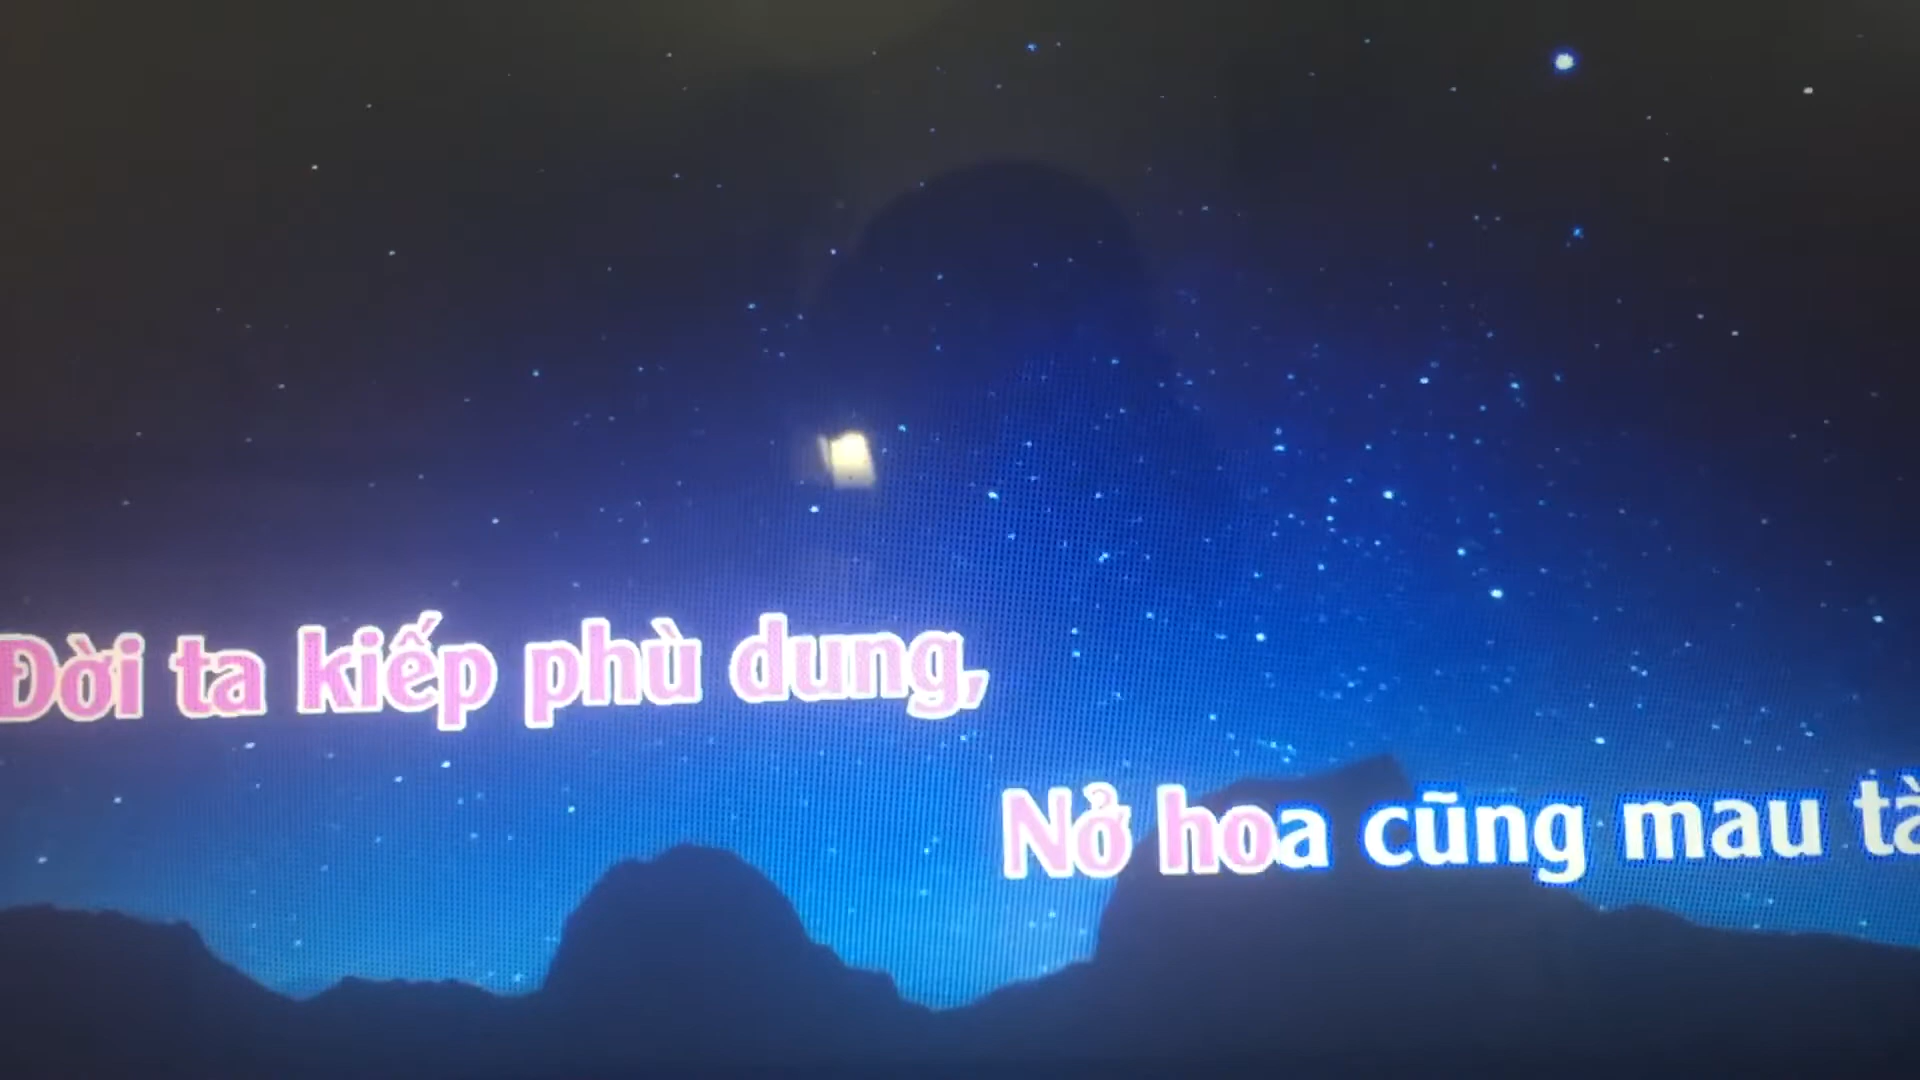 Đời ta kiếp phù dung,
Nở hoa cũng mau